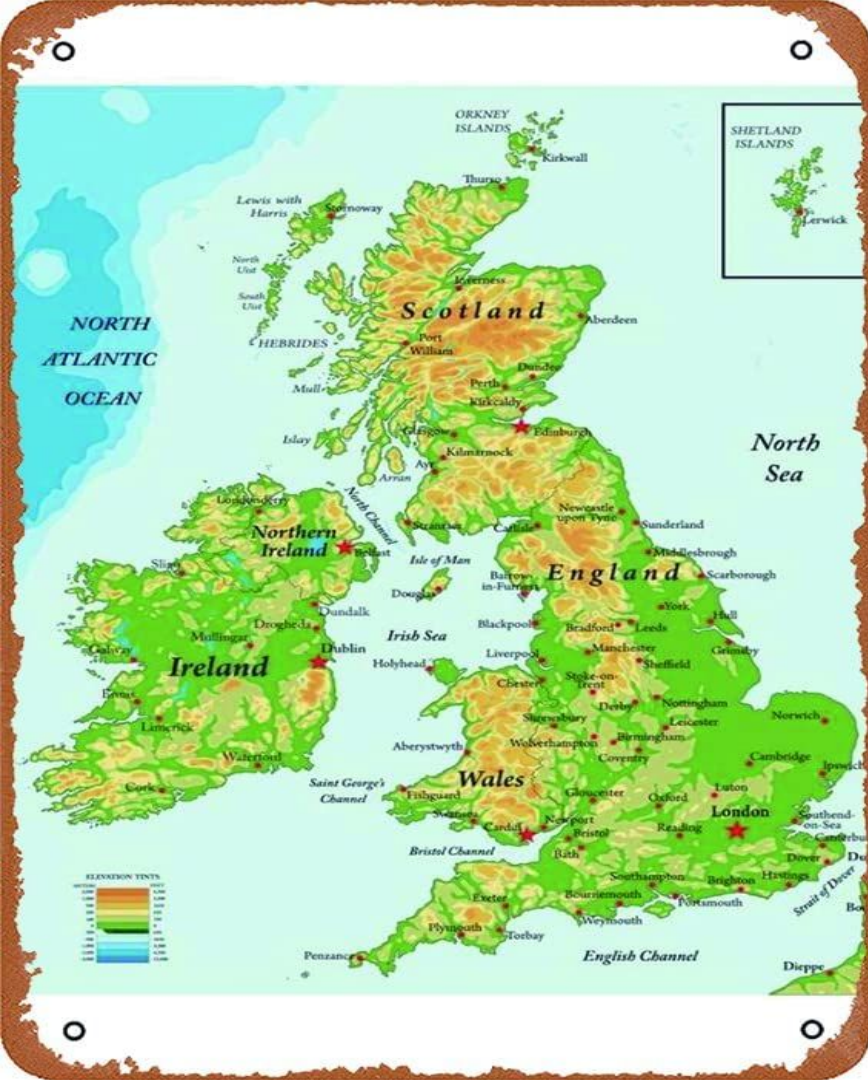 ORKNEY
ISLANDS
Kirkwall
SHETLAND
ISLANDS
Lerwick
Thurso
Lewis with
Harris
Stornoway
North
Uist
South
Uist
HEBRIDES
Inverness
Scotland
Aberdeen
NORTH
ATLANTIC
OCEAN
Port
William
Dundee
Perth
Kirkcaldy
Mull
Glasgow
Edinburgh
Islay
Kilmarnock
Ayr
Arran
North
Sea
North Channel
Londonderry
Northern
Ireland
Belfast
Stranraer
Carlisle
Newcastle
upon Tyne
Sunderland
Isle of Man
Douglas
Middlesbrough
England
Scarborough
Barrow-
in-Furness
Sligo
Dundalk
Drogheda
Mullingar
Galway
Dublin
Ireland
Irish Sea
Blackpool
York
Hull
Bradford
Leeds
Grimsby
Holyhead
Liverpool
Manchester
Sheffield
Chester
Stoke-on-
Trent
Derby
Nottingham
Norwich
Ennis
Limerick
Shrewsbury
Leicester
Wolverhampton
Birmingham
Coventry
Aberystwyth
Waterford
Cork
Cambridge
Ipswich
Wales
Saint George's
Channel
Fishguard
Gloucester
Oxford
Luton
London
Swansea
Cardiff
Newport
Bristol
Reading
Southend-
on-Sea
Canterbu
Bristol Channel
Bath
Dover
Du
Strait of Dover
Southampton
Brighton
Hastings
Bournemouth
Portsmouth
Weymouth
Exeter
Plymouth
Torbay
Bo
Penzance
English Channel
Dieppe
ELEVATION TINTS